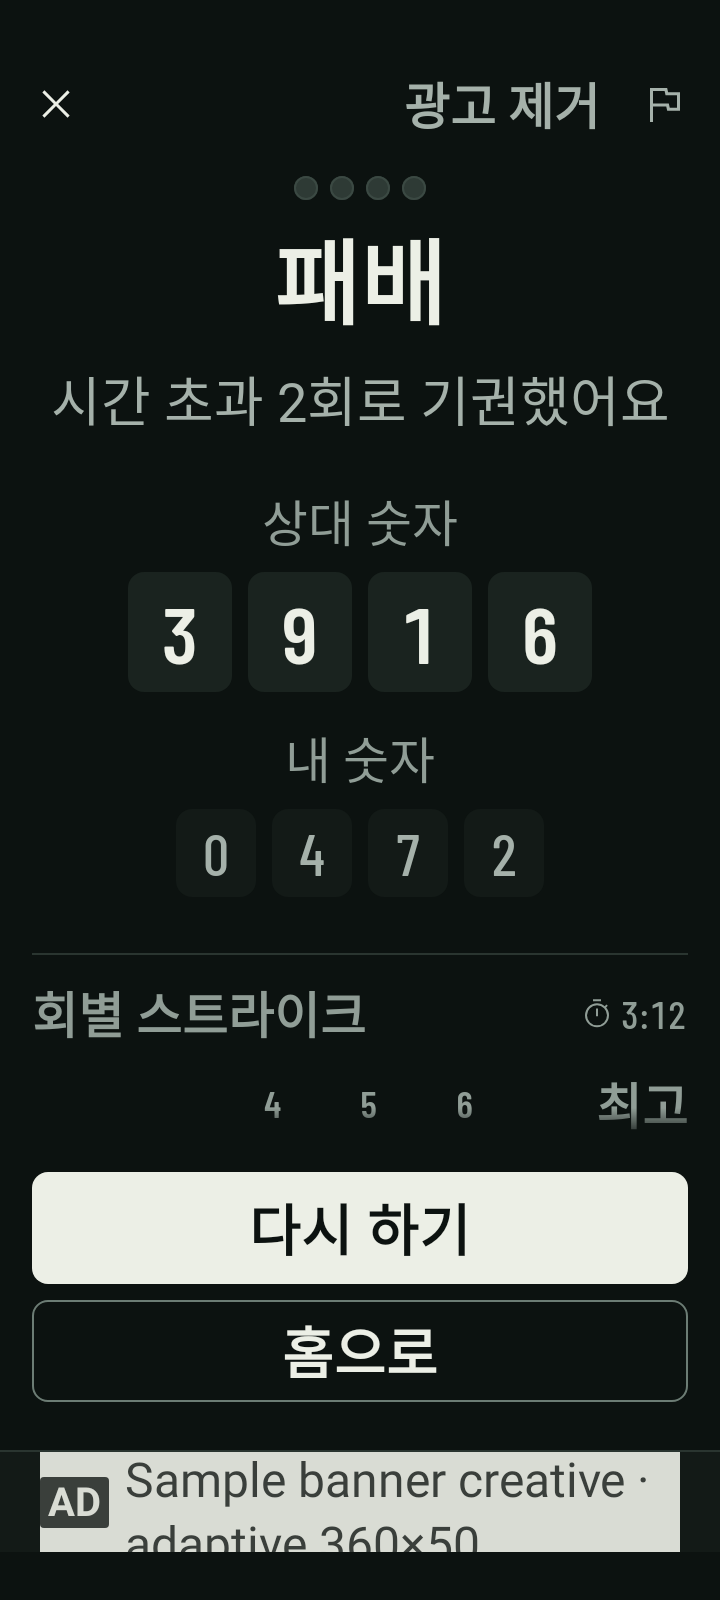 광고 제거
패배
시간 초과 2회로 기권했어요
상대 숫자
3 9 1 6
내 숫자
0 4 7 2
회별 스트라이크 3:12
4 5 6 최고
다시 하기
홈으로
AD Sample banner creative ·
adaptive 360×50